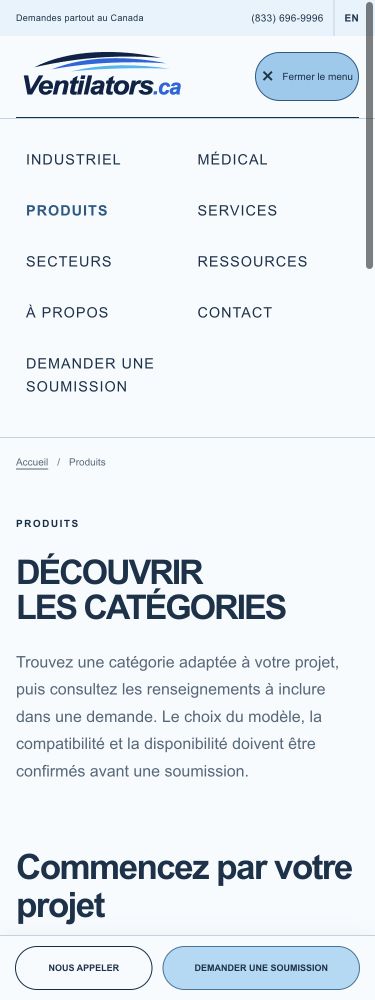 Demandes partout au Canada
(833) 696-9996
EN
Ventilators.ca
✕ Fermer le menu
INDUSTRIEL
MÉDICAL
PRODUITS
SERVICES
SECTEURS
RESSOURCES
À PROPOS
CONTACT
DEMANDER UNE
SOUMISSION
Accueil / Produits
PRODUITS
DÉCOUVRIR
LES CATÉGORIES
Trouvez une catégorie adaptée à votre projet,
puis consultez les renseignements à inclure
dans une demande. Le choix du modèle, la
compatibilité et la disponibilité doivent être
confirmés avant une soumission.
Commencez par votre
projet
NOUS APPELER
DEMANDER UNE SOUMISSION